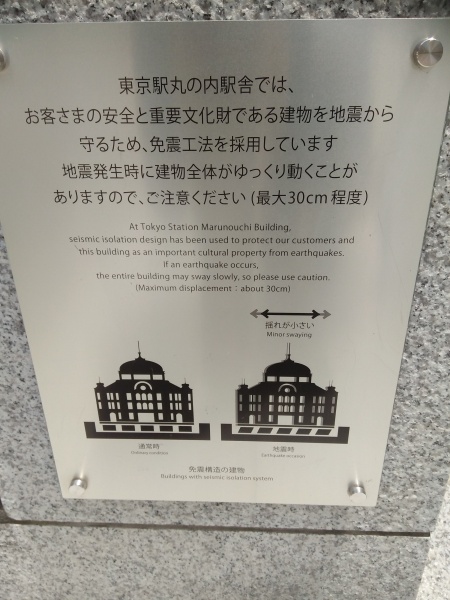 東京駅丸の内駅舎では、
お客さまの安全と重要文化財である建物を地震から
守るため、免震工法を採用しています
地震発生時に建物全体がゆっくり動くことが
ありますので、ご注意ください (最大30cm程度)
At Tokyo Station Marunouchi Building,
seismic isolation design has been used to protect our customers and
this building as an important cultural property from earthquakes.
If an earthquake occurs,
the entire building may sway slowly, so please use caution.
(Maximum displacement : about 30cm)
揺れが小さい
Minor swaying
通常時
地震時
Earthquake occasion
免震構造の建物
Buildings with seismic isolation system